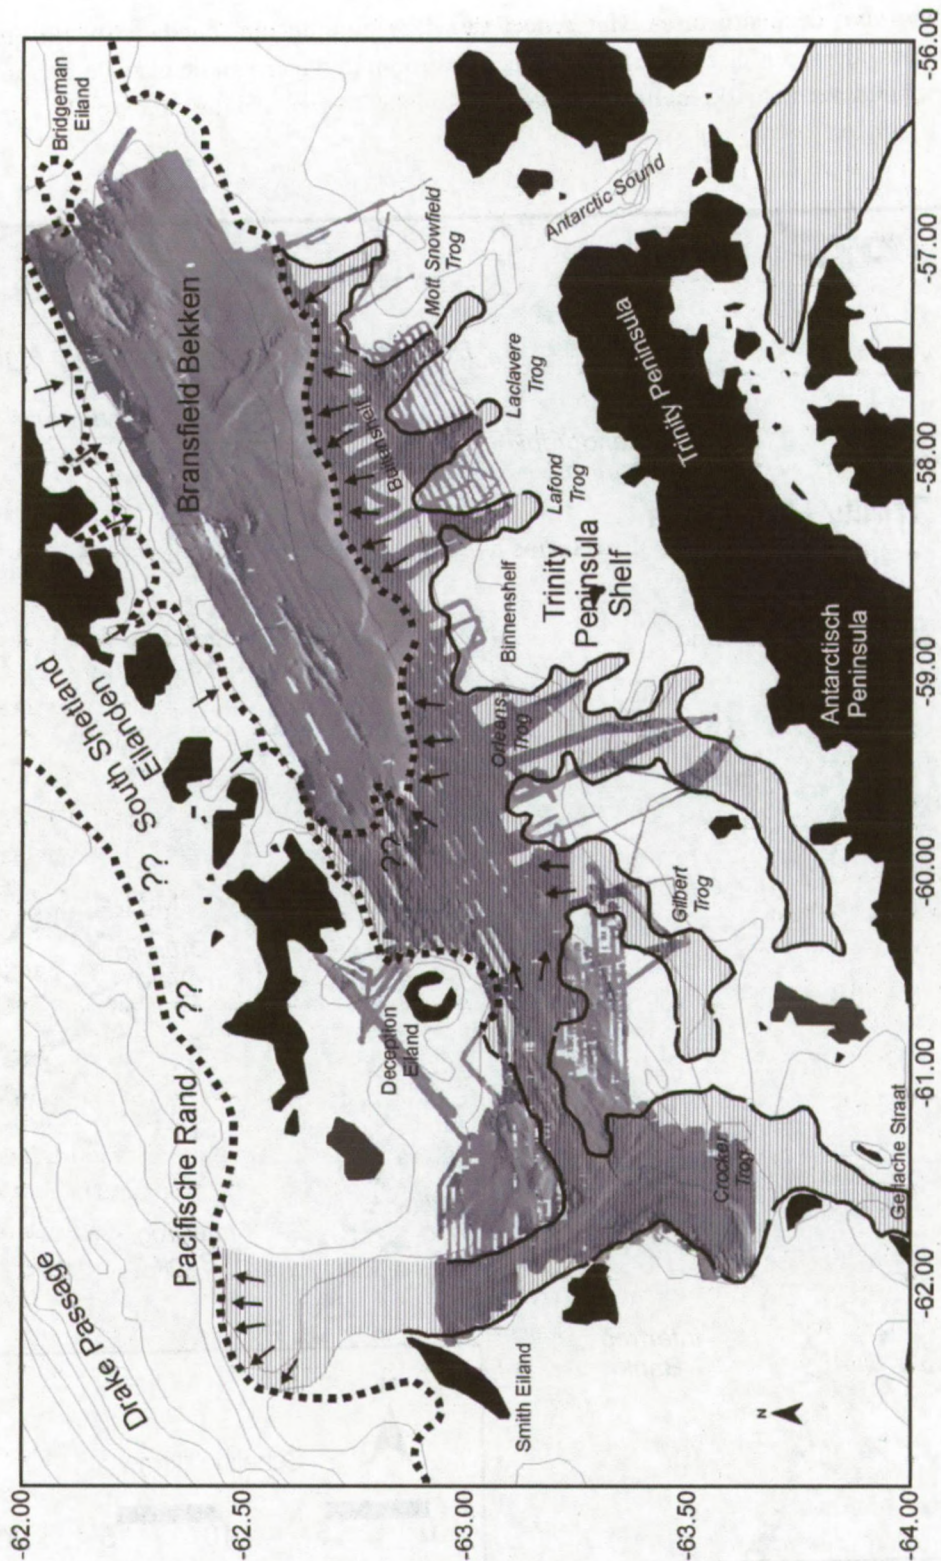 Drake Passage
Pacifische Rand
??
??
South Shetland
Eilanden
Bridgeman
Eiland
Bransfield Bekken
Smith Eiland
Deception
Eiland
??
Buitenshelf
Mott Snowfield
Trog
Laclavere
Trog
Lafond
Trog
Antarctic Sound
Binnenshelf
Orleans
Trog
Trinity
Peninsula
Shelf
Trinity Peninsula
Gilbert
Trog
Crocker
Trog
Antarctisch
Peninsula
Gerlache Straat
N
-62.00
-62.50
-63.00
-63.50
-64.00
-62.00
-61.00
-60.00
-59.00
-58.00
-57.00
-56.00